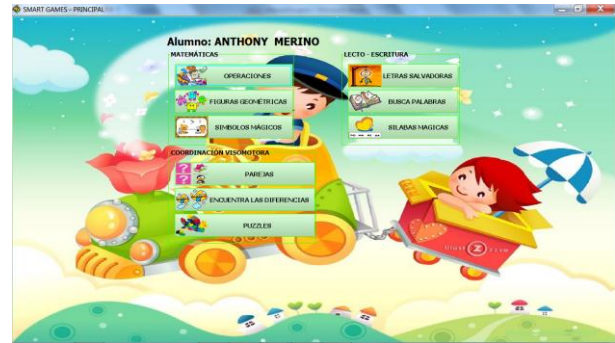 SMART GAMES - PRINCIPAL
Alumno: ANTHONY MERINO
MATEMÁTICAS
OPERACIONES
FIGURAS GEOMÉTRICAS
SIMBOLOS MÁGICOS
LECTO - ESCRITURA
LETRAS SALVADORAS
BUSCA PALABRAS
SILABAS MAGICAS
COORDINACIÓN VISOMOTORA
PAREJAS
ENCUENTRA LAS DIFERENCIAS
PUZZLES